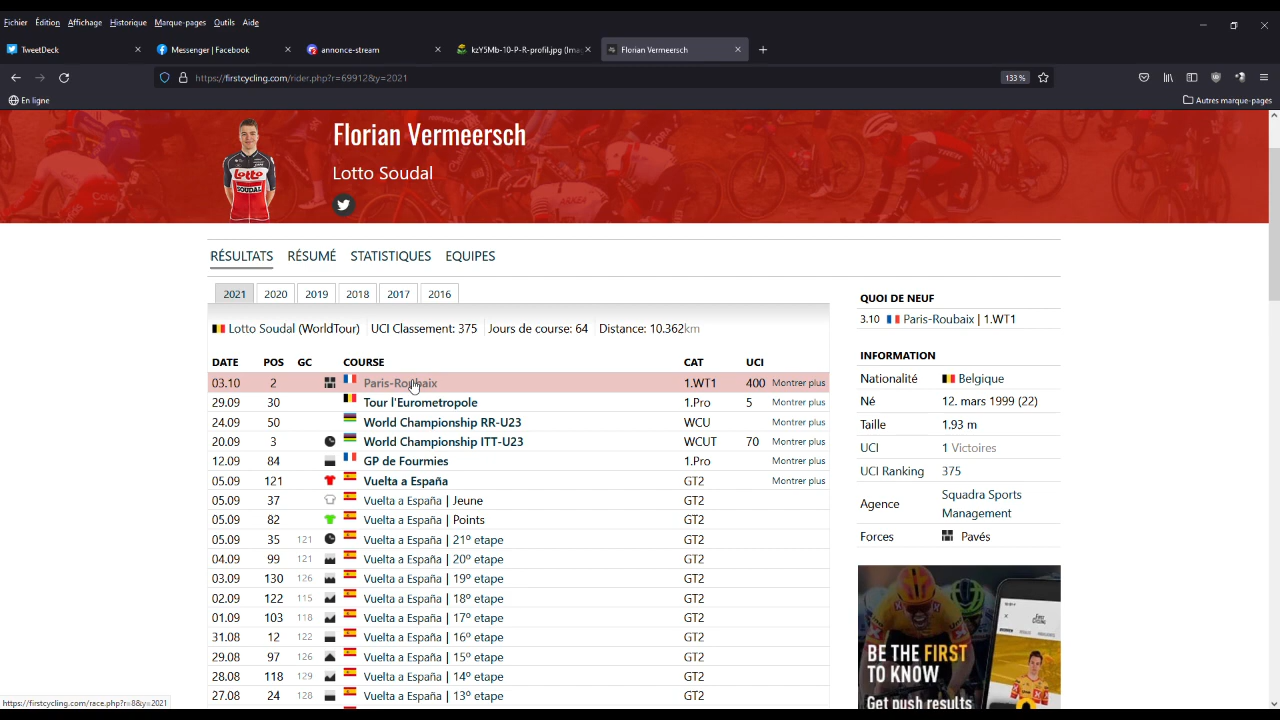 Fichier Édition Affichage Historique Marque-pages Outils Aide
TweetDeck Messenger | Facebook annonce-stream kzY5Mb-10-P-R-profil.jpg (Ima Florian Vermeersch
https://firstcycling.com/rider.php?r=69912&y=2021 133 %
En ligne Autres marque-pages
Florian Vermeersch
Lotto Soudal
RÉSULTATS RÉSUMÉ STATISTIQUES EQUIPES
2021 2020 2019 2018 2017 2016
Lotto Soudal (WorldTour) UCI Classement: 375 Jours de course: 64 Distance: 10.362km
DATE POS GC COURSE CAT UCI
03.10 2 Paris-Roubaix 1.WT1 400 Montrer plus
29.09 30 Tour l'Eurometropole 1.Pro 5 Montrer plus
24.09 50 World Championship RR-U23 WCU Montrer plus
20.09 3 World Championship ITT-U23 WCUT 70 Montrer plus
12.09 84 GP de Fourmies 1.Pro Montrer plus
05.09 121 Vuelta a España GT2 Montrer plus
05.09 37 Vuelta a España | Jeune GT2
05.09 82 Vuelta a España | Points GT2
05.09 35 121 Vuelta a España | 21º etape GT2
04.09 99 121 Vuelta a España | 20º etape GT2
03.09 130 126 Vuelta a España | 19º etape GT2
02.09 122 115 Vuelta a España | 18º etape GT2
01.09 103 118 Vuelta a España | 17º etape GT2
31.08 12 122 Vuelta a España | 16º etape GT2
29.08 97 126 Vuelta a España | 15º etape GT2
28.08 118 129 Vuelta a España | 14º etape GT2
27.08 24 128 Vuelta a España | 13º etape GT2
QUOI DE NEUF
3.10 Paris-Roubaix | 1.WT1
INFORMATION
Nationalité Belgique
Né 12. mars 1999 (22)
Taille 1.93 m
UCI 1 Victoires
UCI Ranking 375
Agence Squadra Sports
Management
Forces Pavés
BE THE FIRST
TO KNOW
Get push results
https://firstcycling.com/race.php?r=8&y=2021